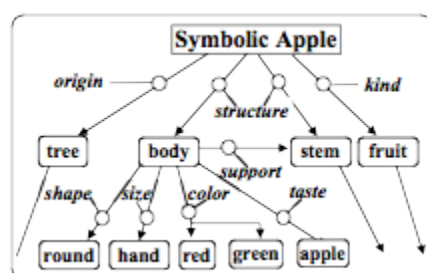 Symbolic Apple
origin
kind
structure
tree
body
stem
fruit
support
shape
size
color
taste
round
hand
red
green
apple